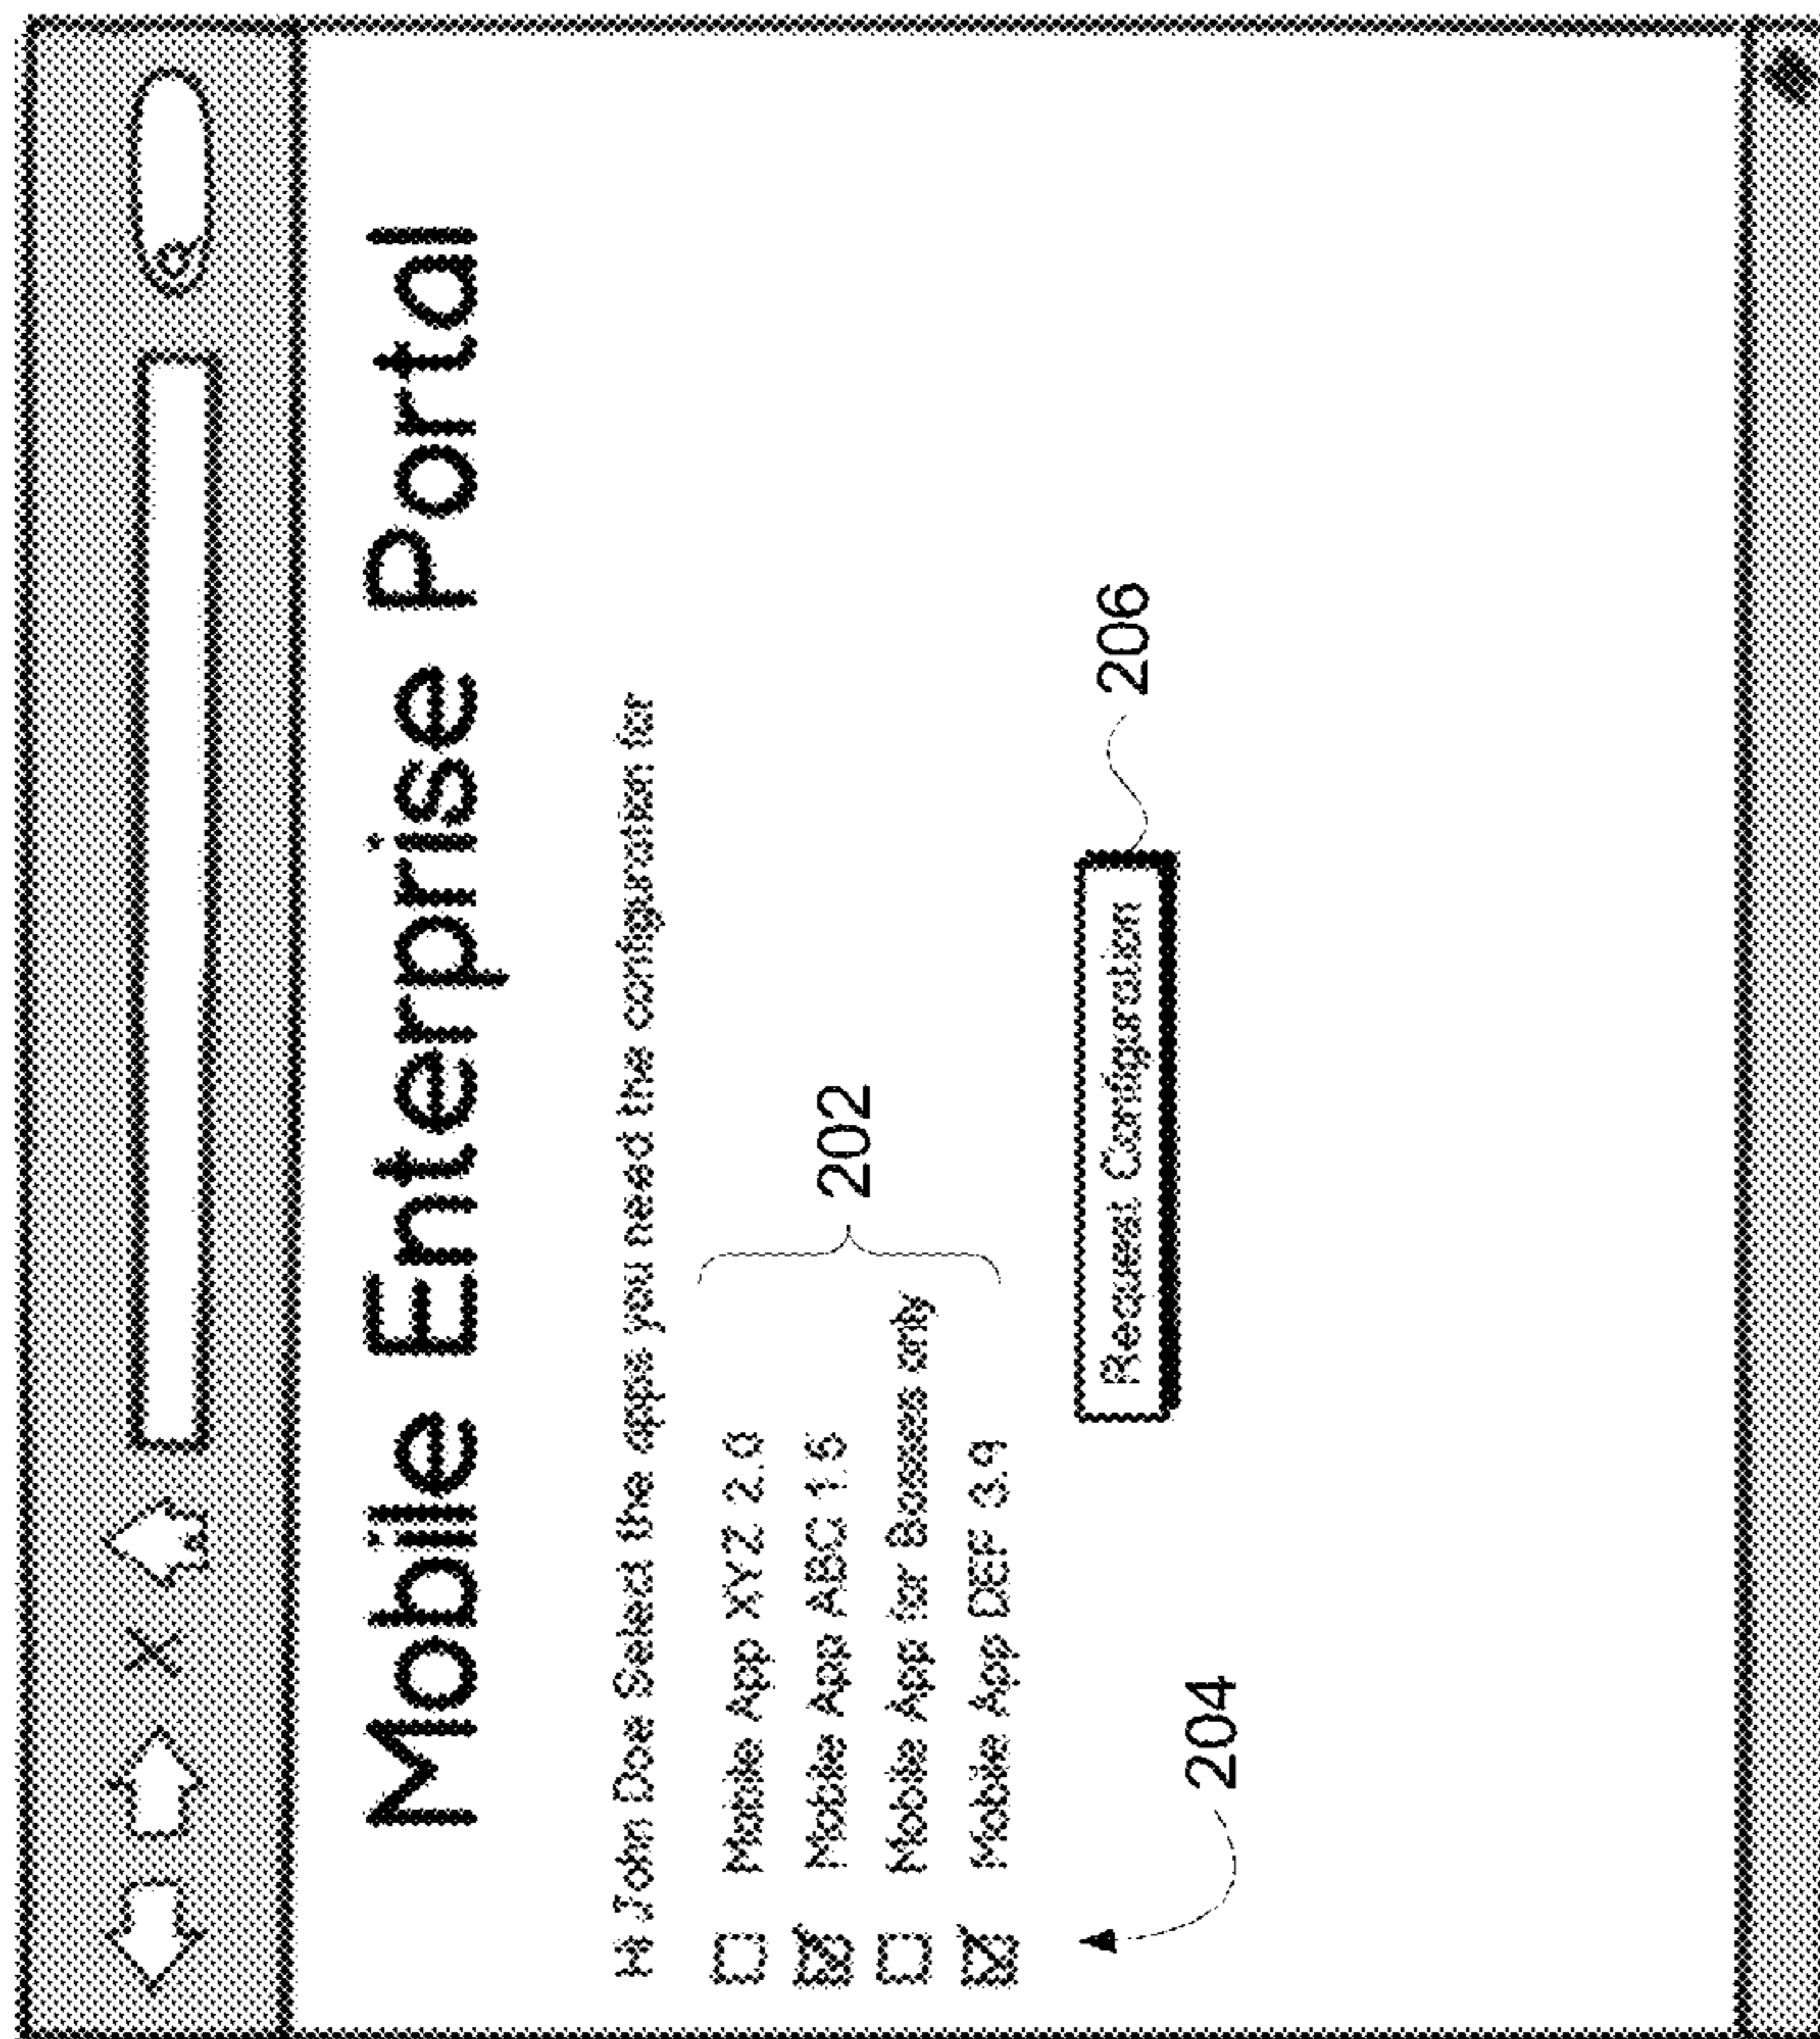 Mobile Enterprise Portal
Hi John Doe Select the apps you need the configuration for
Mobile App XYZ 2.0
Mobile App ABC 1.5
Mobile App for Bosses only
Mobile App DEF 3.9
202
204
Request Configuration
206